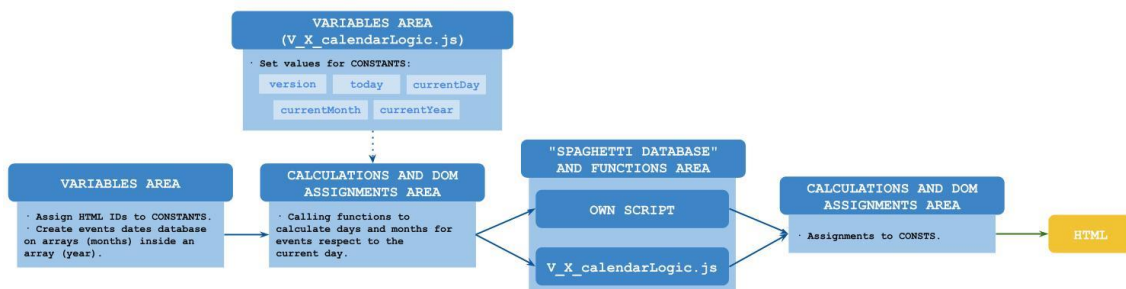 VARIABLES AREA
(V_X_calendarLogic.js)
· Set values for CONSTANTS:
version today currentDay
currentMonth currentYear
VARIABLES AREA
· Assign HTML IDs to CONSTANTS.
· Create events dates database
on arrays (months) inside an
array (year).
CALCULATIONS AND DOM
ASSIGNMENTS AREA
· Calling functions to
calculate days and months for
events respect to the
current day.
"SPAGHETTI DATABASE"
AND FUNCTIONS AREA
OWN SCRIPT
V_X_calendarLogic.js
CALCULATIONS AND DOM
ASSIGNMENTS AREA
· Assignments to CONSTS.
HTML